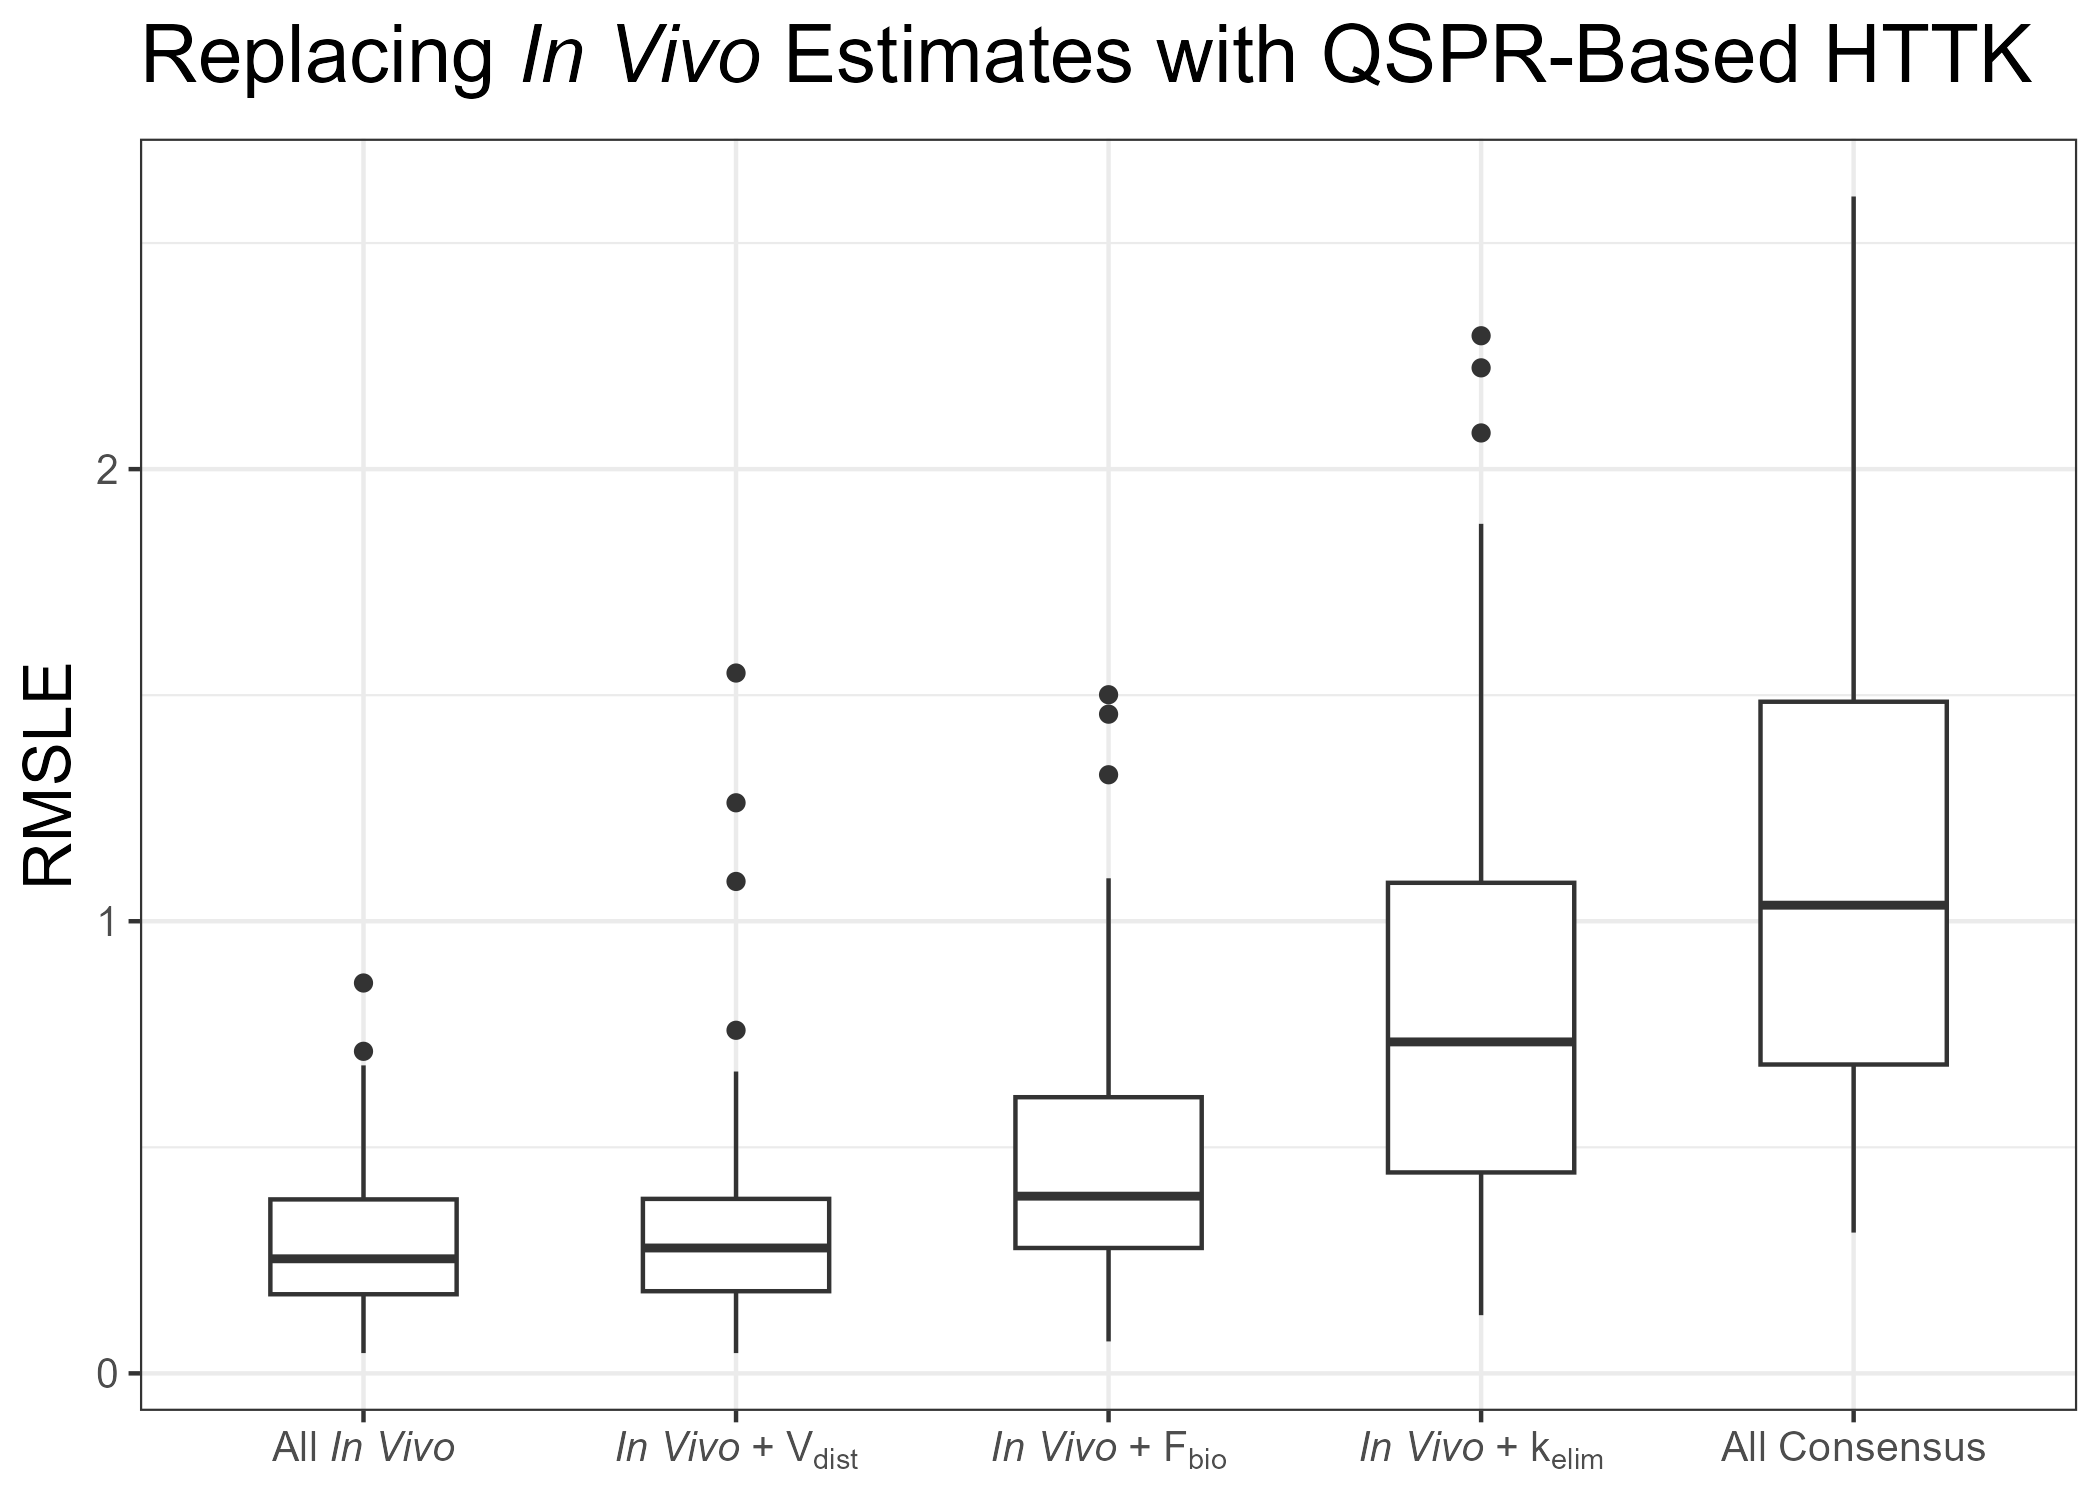 Replacing In Vivo Estimates with QSPR-Based HTTK
RMSLE
2
1
0
All In Vivo
In Vivo + Vdist
In Vivo + Fbio
In Vivo + kelim
All Consensus